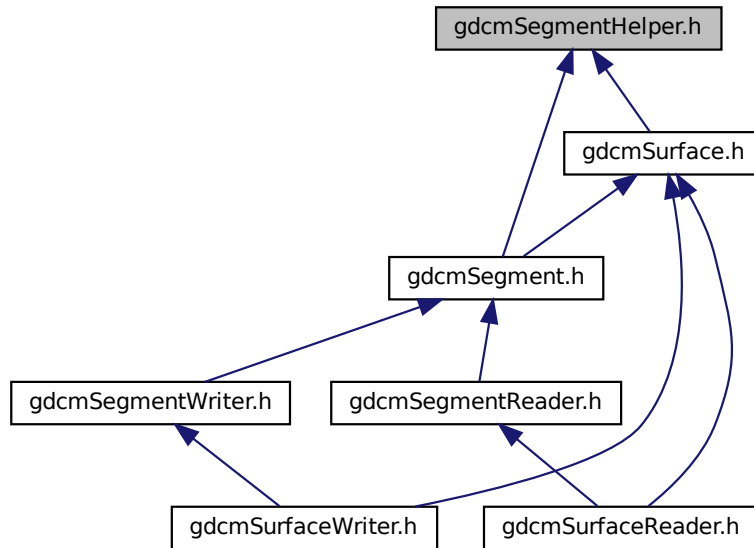 gdcmSegmentHelper.h
gdcmSurface.h
gdcmSegment.h
gdcmSegmentWriter.h
gdcmSegmentReader.h
gdcmSurfaceWriter.h
gdcmSurfaceReader.h